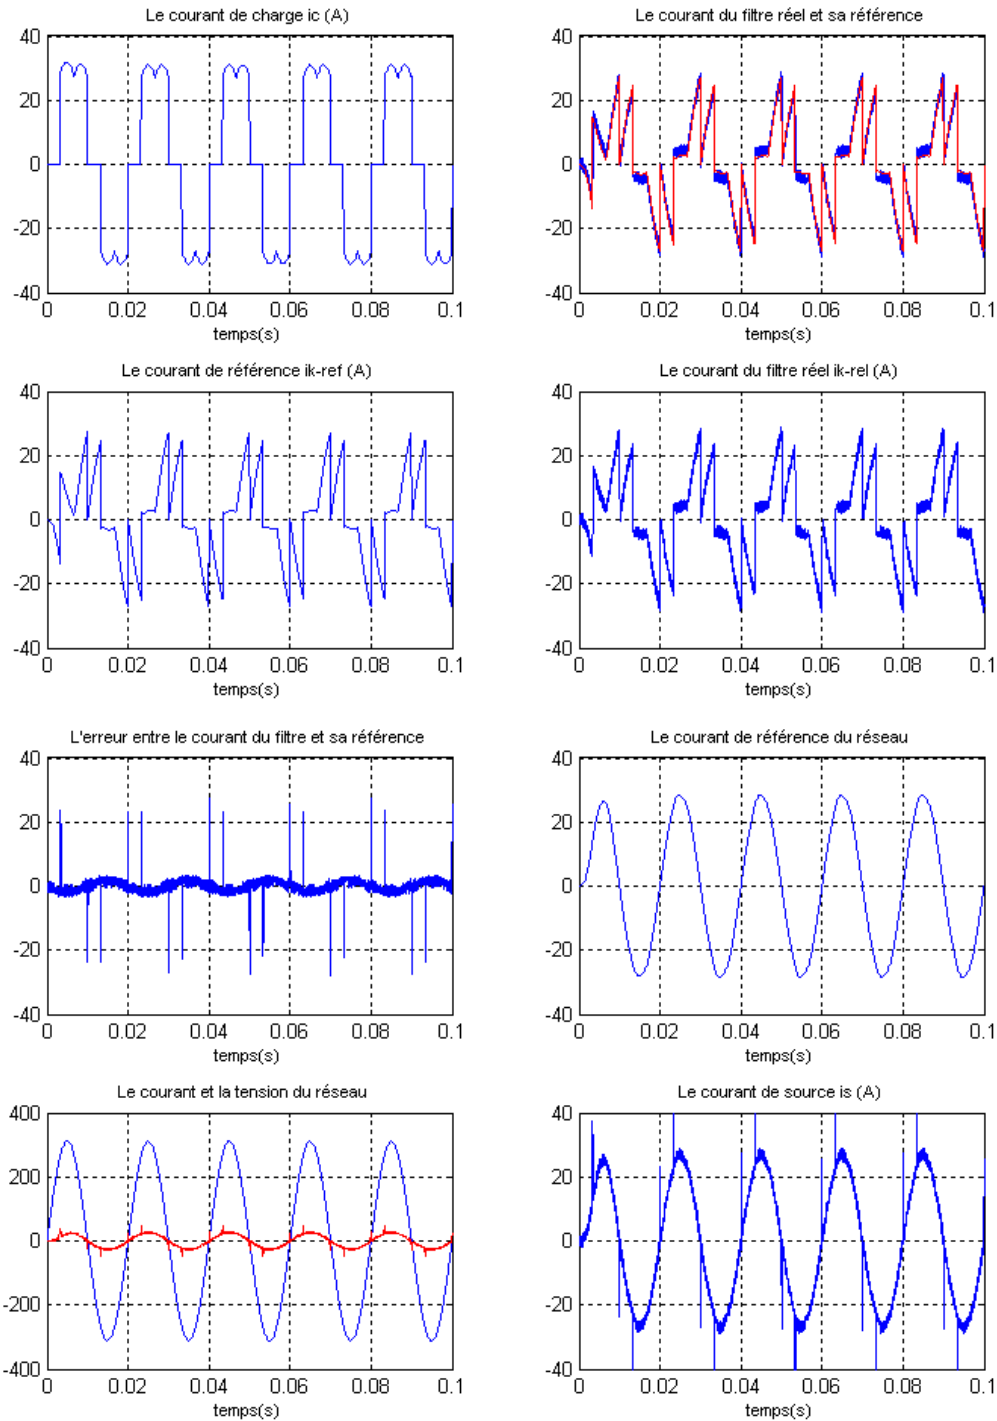 Le courant de charge ic (A)
40
20
0
-20
-40
0 0.02 0.04 0.06 0.08 0.1
temps(s)
Le courant du filtre réel et sa référence
40
20
0
-20
-40
0 0.02 0.04 0.06 0.08 0.1
temps(s)
Le courant de référence ik-ref (A)
40
20
0
-20
-40
0 0.02 0.04 0.06 0.08 0.1
temps(s)
Le courant du filtre réel ik-rel (A)
40
20
0
-20
-40
0 0.02 0.04 0.06 0.08 0.1
temps(s)
L'erreur entre le courant du filtre et sa référence
40
20
0
-20
-40
0 0.02 0.04 0.06 0.08 0.1
temps(s)
Le courant de référence du réseau
40
20
0
-20
-40
0 0.02 0.04 0.06 0.08 0.1
temps(s)
Le courant et la tension du réseau
400
200
0
-200
-400
0 0.02 0.04 0.06 0.08 0.1
temps(s)
Le courant de source is (A)
40
20
0
-20
-40
0 0.02 0.04 0.06 0.08 0.1
temps(s)